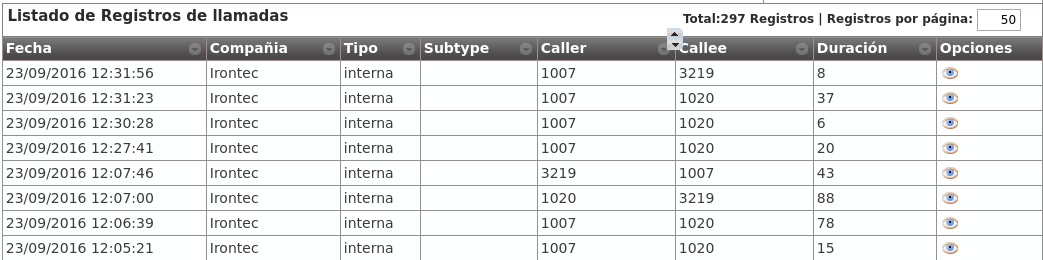 Listado de Registros de llamadas
Total:297 Registros | Registros por página: 50
Fecha Compañia Tipo Subtype Caller Callee Duración Opciones
23/09/2016 12:31:56 Irontec interna 1007 3219 8
23/09/2016 12:31:23 Irontec interna 1007 1020 37
23/09/2016 12:30:28 Irontec interna 1007 1020 6
23/09/2016 12:27:41 Irontec interna 1007 1020 20
23/09/2016 12:07:46 Irontec interna 3219 1007 43
23/09/2016 12:07:00 Irontec interna 1020 3219 88
23/09/2016 12:06:39 Irontec interna 1007 1020 78
23/09/2016 12:05:21 Irontec interna 1007 1020 15